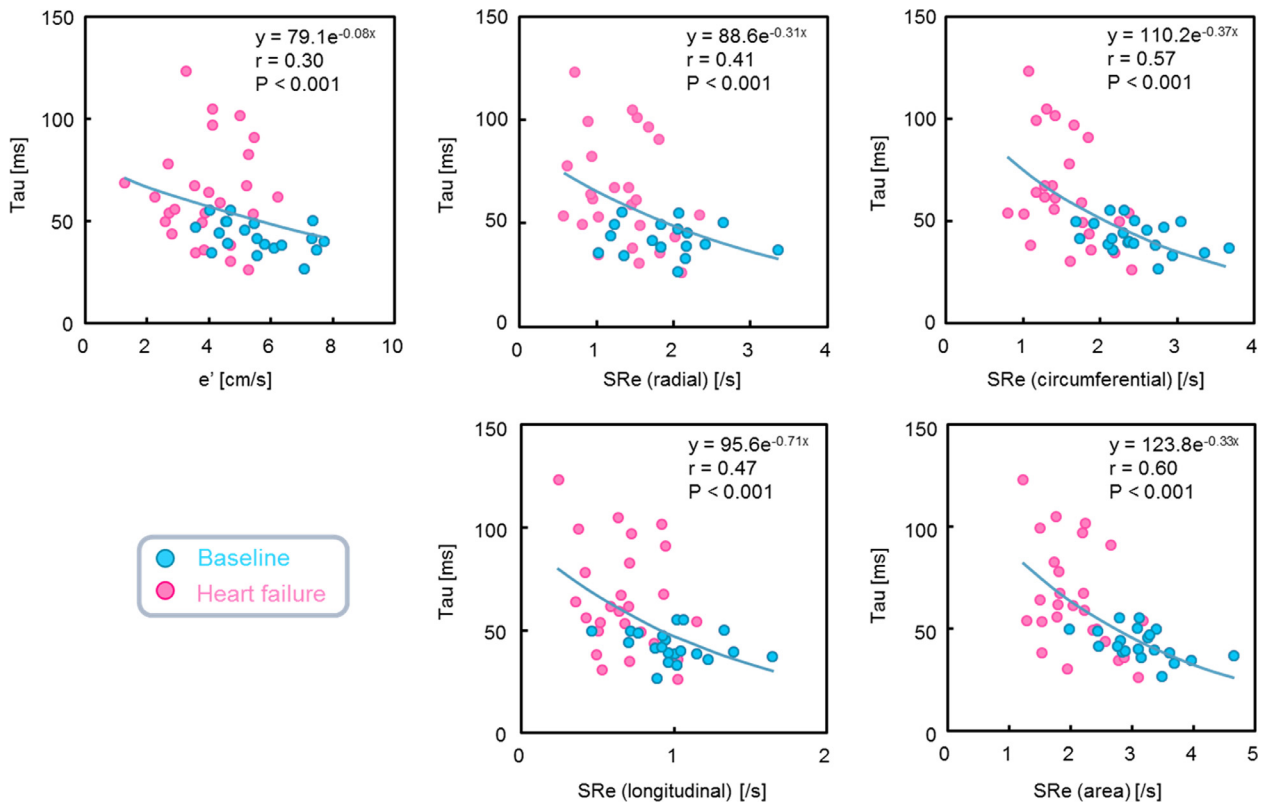 150
100
50
0
Tau [ms]
y = 79.1e-0.08x
r = 0.30
P < 0.001
0 2 4 6 8 10
e' [cm/s]
150
100
50
0
Tau [ms]
y = 88.6e-0.31x
r = 0.41
P < 0.001
0 1 2 3 4
SRe (radial) [/s]
150
100
50
0
Tau [ms]
y = 110.2e-0.37x
r = 0.57
P < 0.001
0 1 2 3 4
SRe (circumferential) [/s]
Baseline
Heart failure
150
100
50
0
Tau [ms]
y = 95.6e-0.71x
r = 0.47
P < 0.001
0 1 2
SRe (longitudinal) [/s]
150
100
50
0
Tau [ms]
y = 123.8e-0.33x
r = 0.60
P < 0.001
0 1 2 3 4 5
SRe (area) [/s]